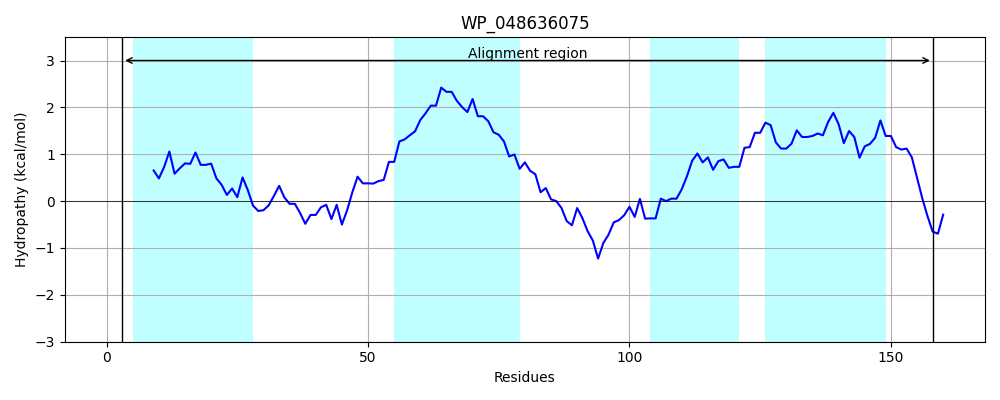 WP_048636075
Alignment region
3
2
1
0
−1
−2
−3
Hydropathy (kcal/mol)
0
50
100
150
Residues